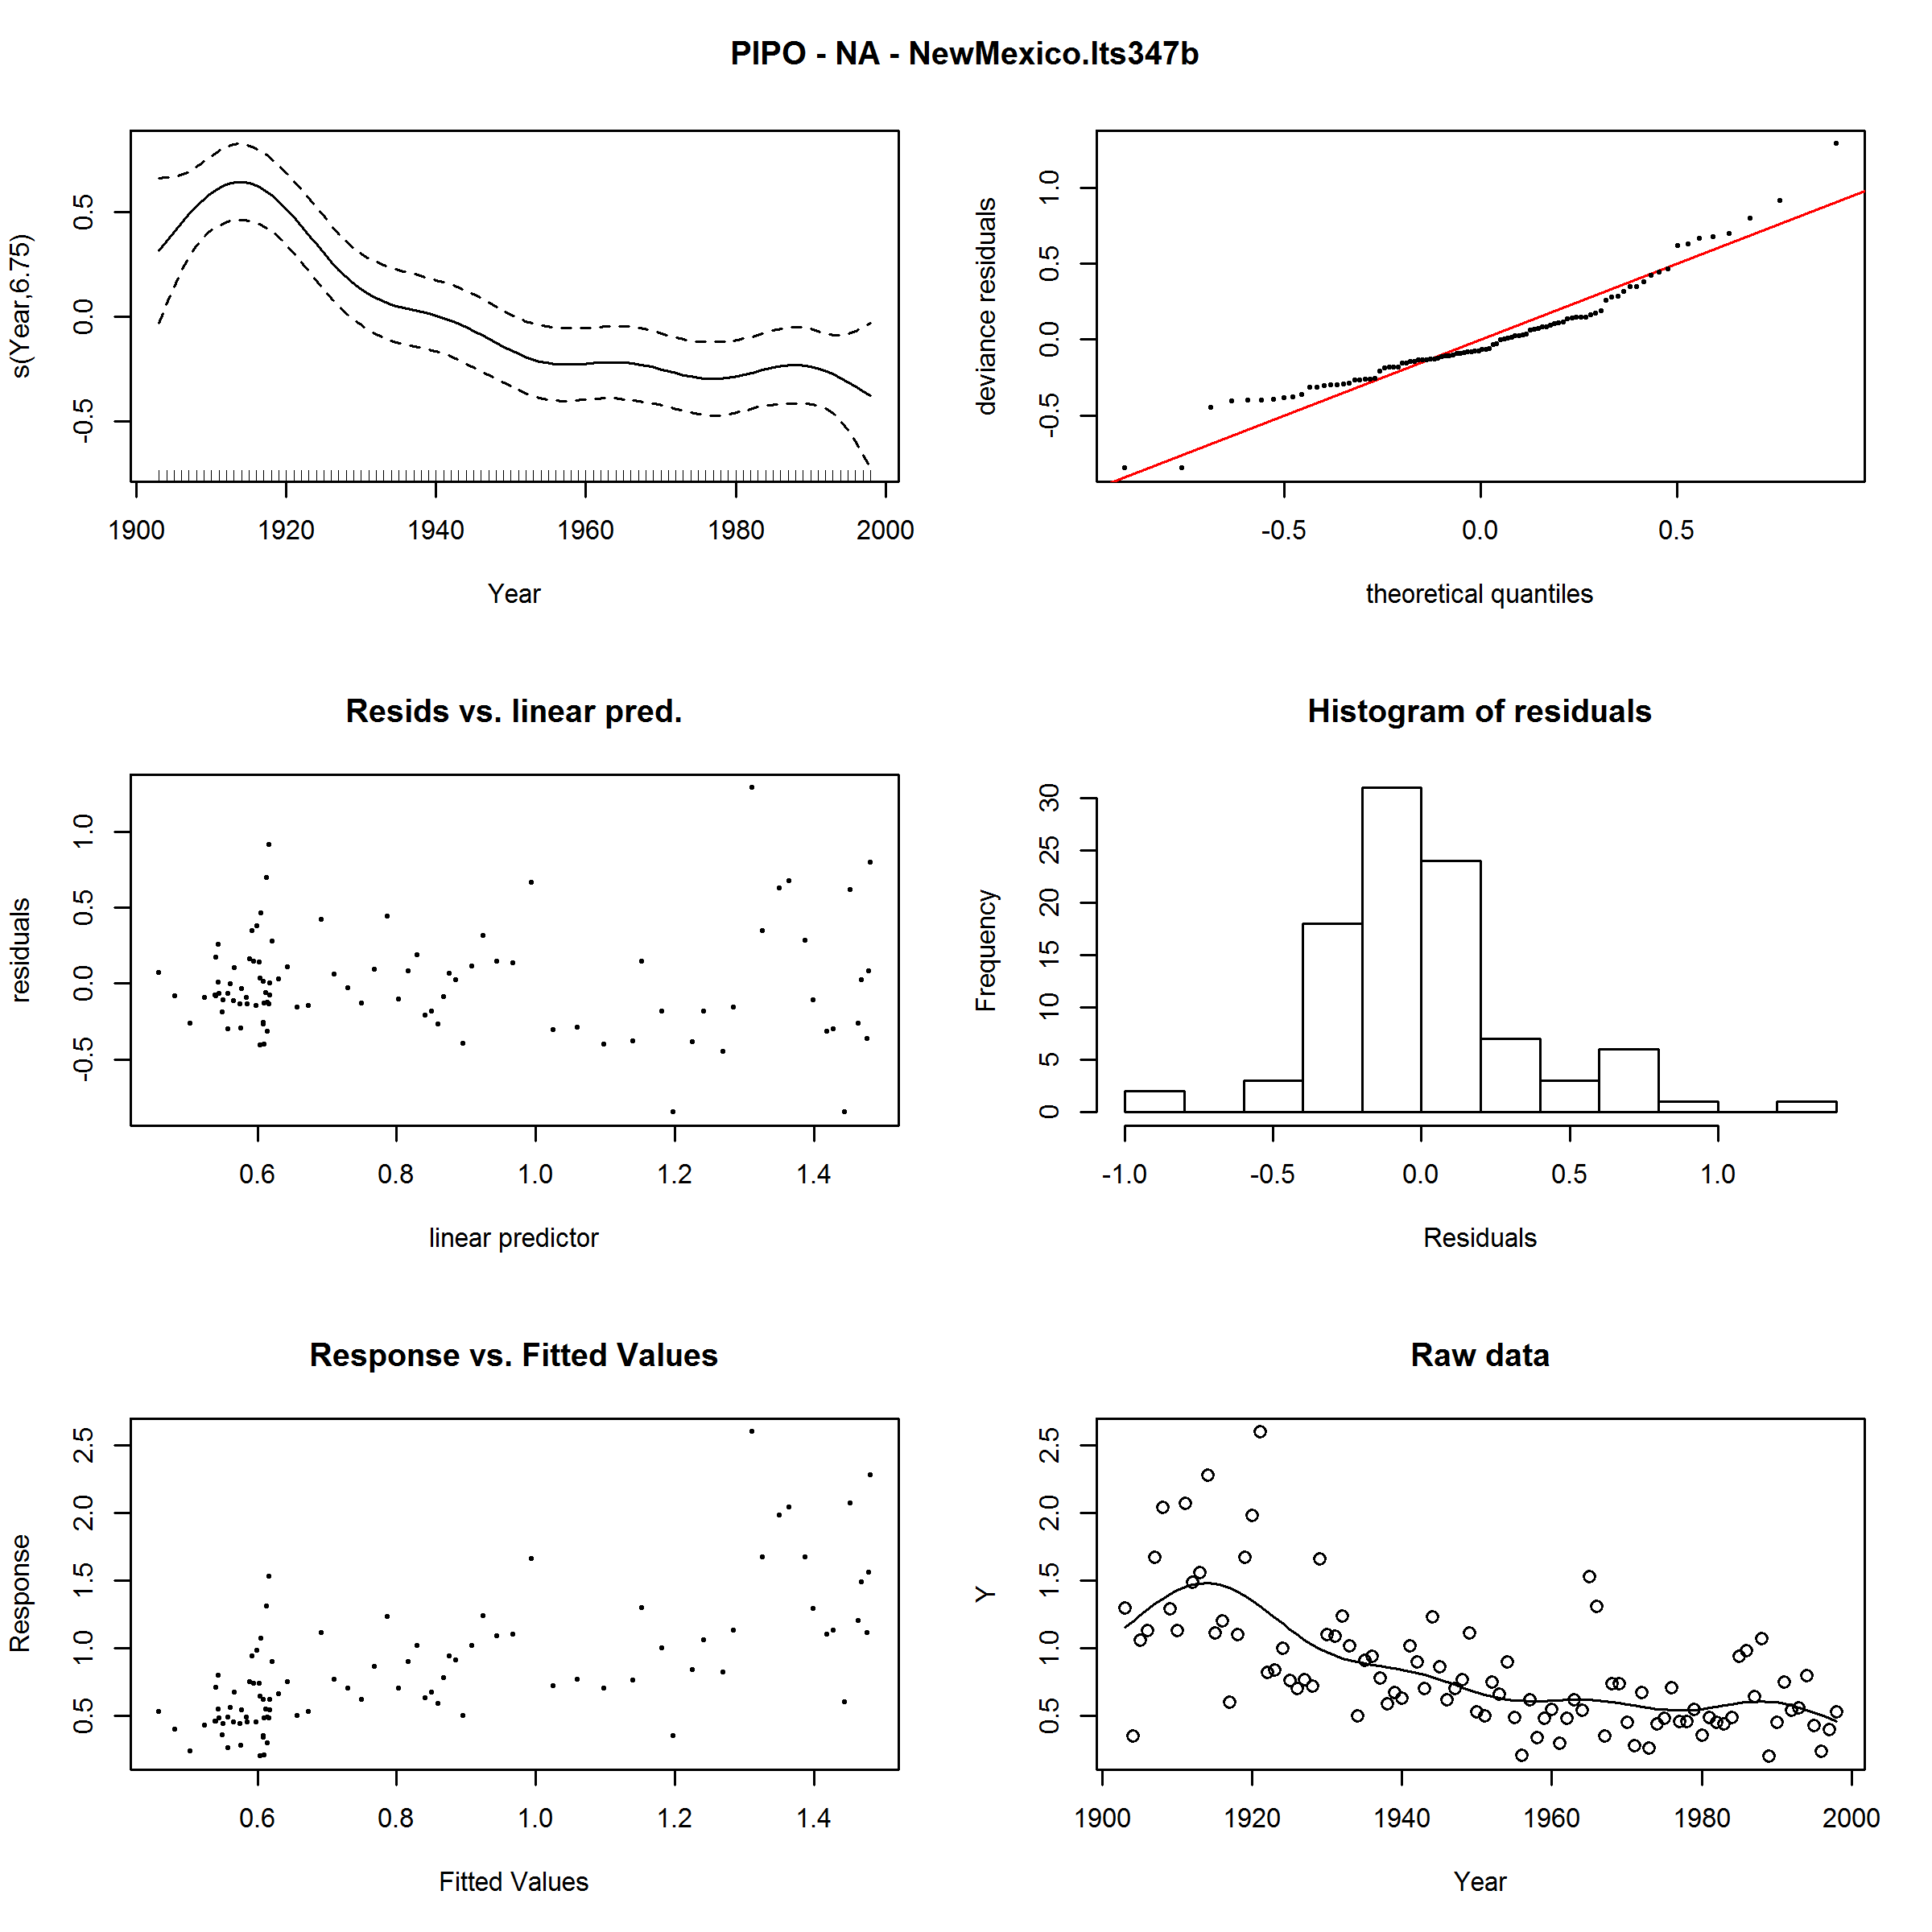 PIPO - NA - NewMexico.lts347b
s(Year,6.75)
0.5
0.0
-0.5
1900 1920 1940 1960 1980 2000
Year
deviance residuals
1.0
0.5
0.0
-0.5
-0.5 0.0 0.5
theoretical quantiles
Resids vs. linear pred.
residuals
1.0
0.5
0.0
-0.5
0.6 0.8 1.0 1.2 1.4
linear predictor
Histogram of residuals
Frequency
30
25
20
15
10
5
0
-1.0 -0.5 0.0 0.5 1.0
Residuals
Response vs. Fitted Values
Response
2.5
2.0
1.5
1.0
0.5
0.6 0.8 1.0 1.2 1.4
Fitted Values
Raw data
Y
2.5
2.0
1.5
1.0
0.5
1900 1920 1940 1960 1980 2000
Year